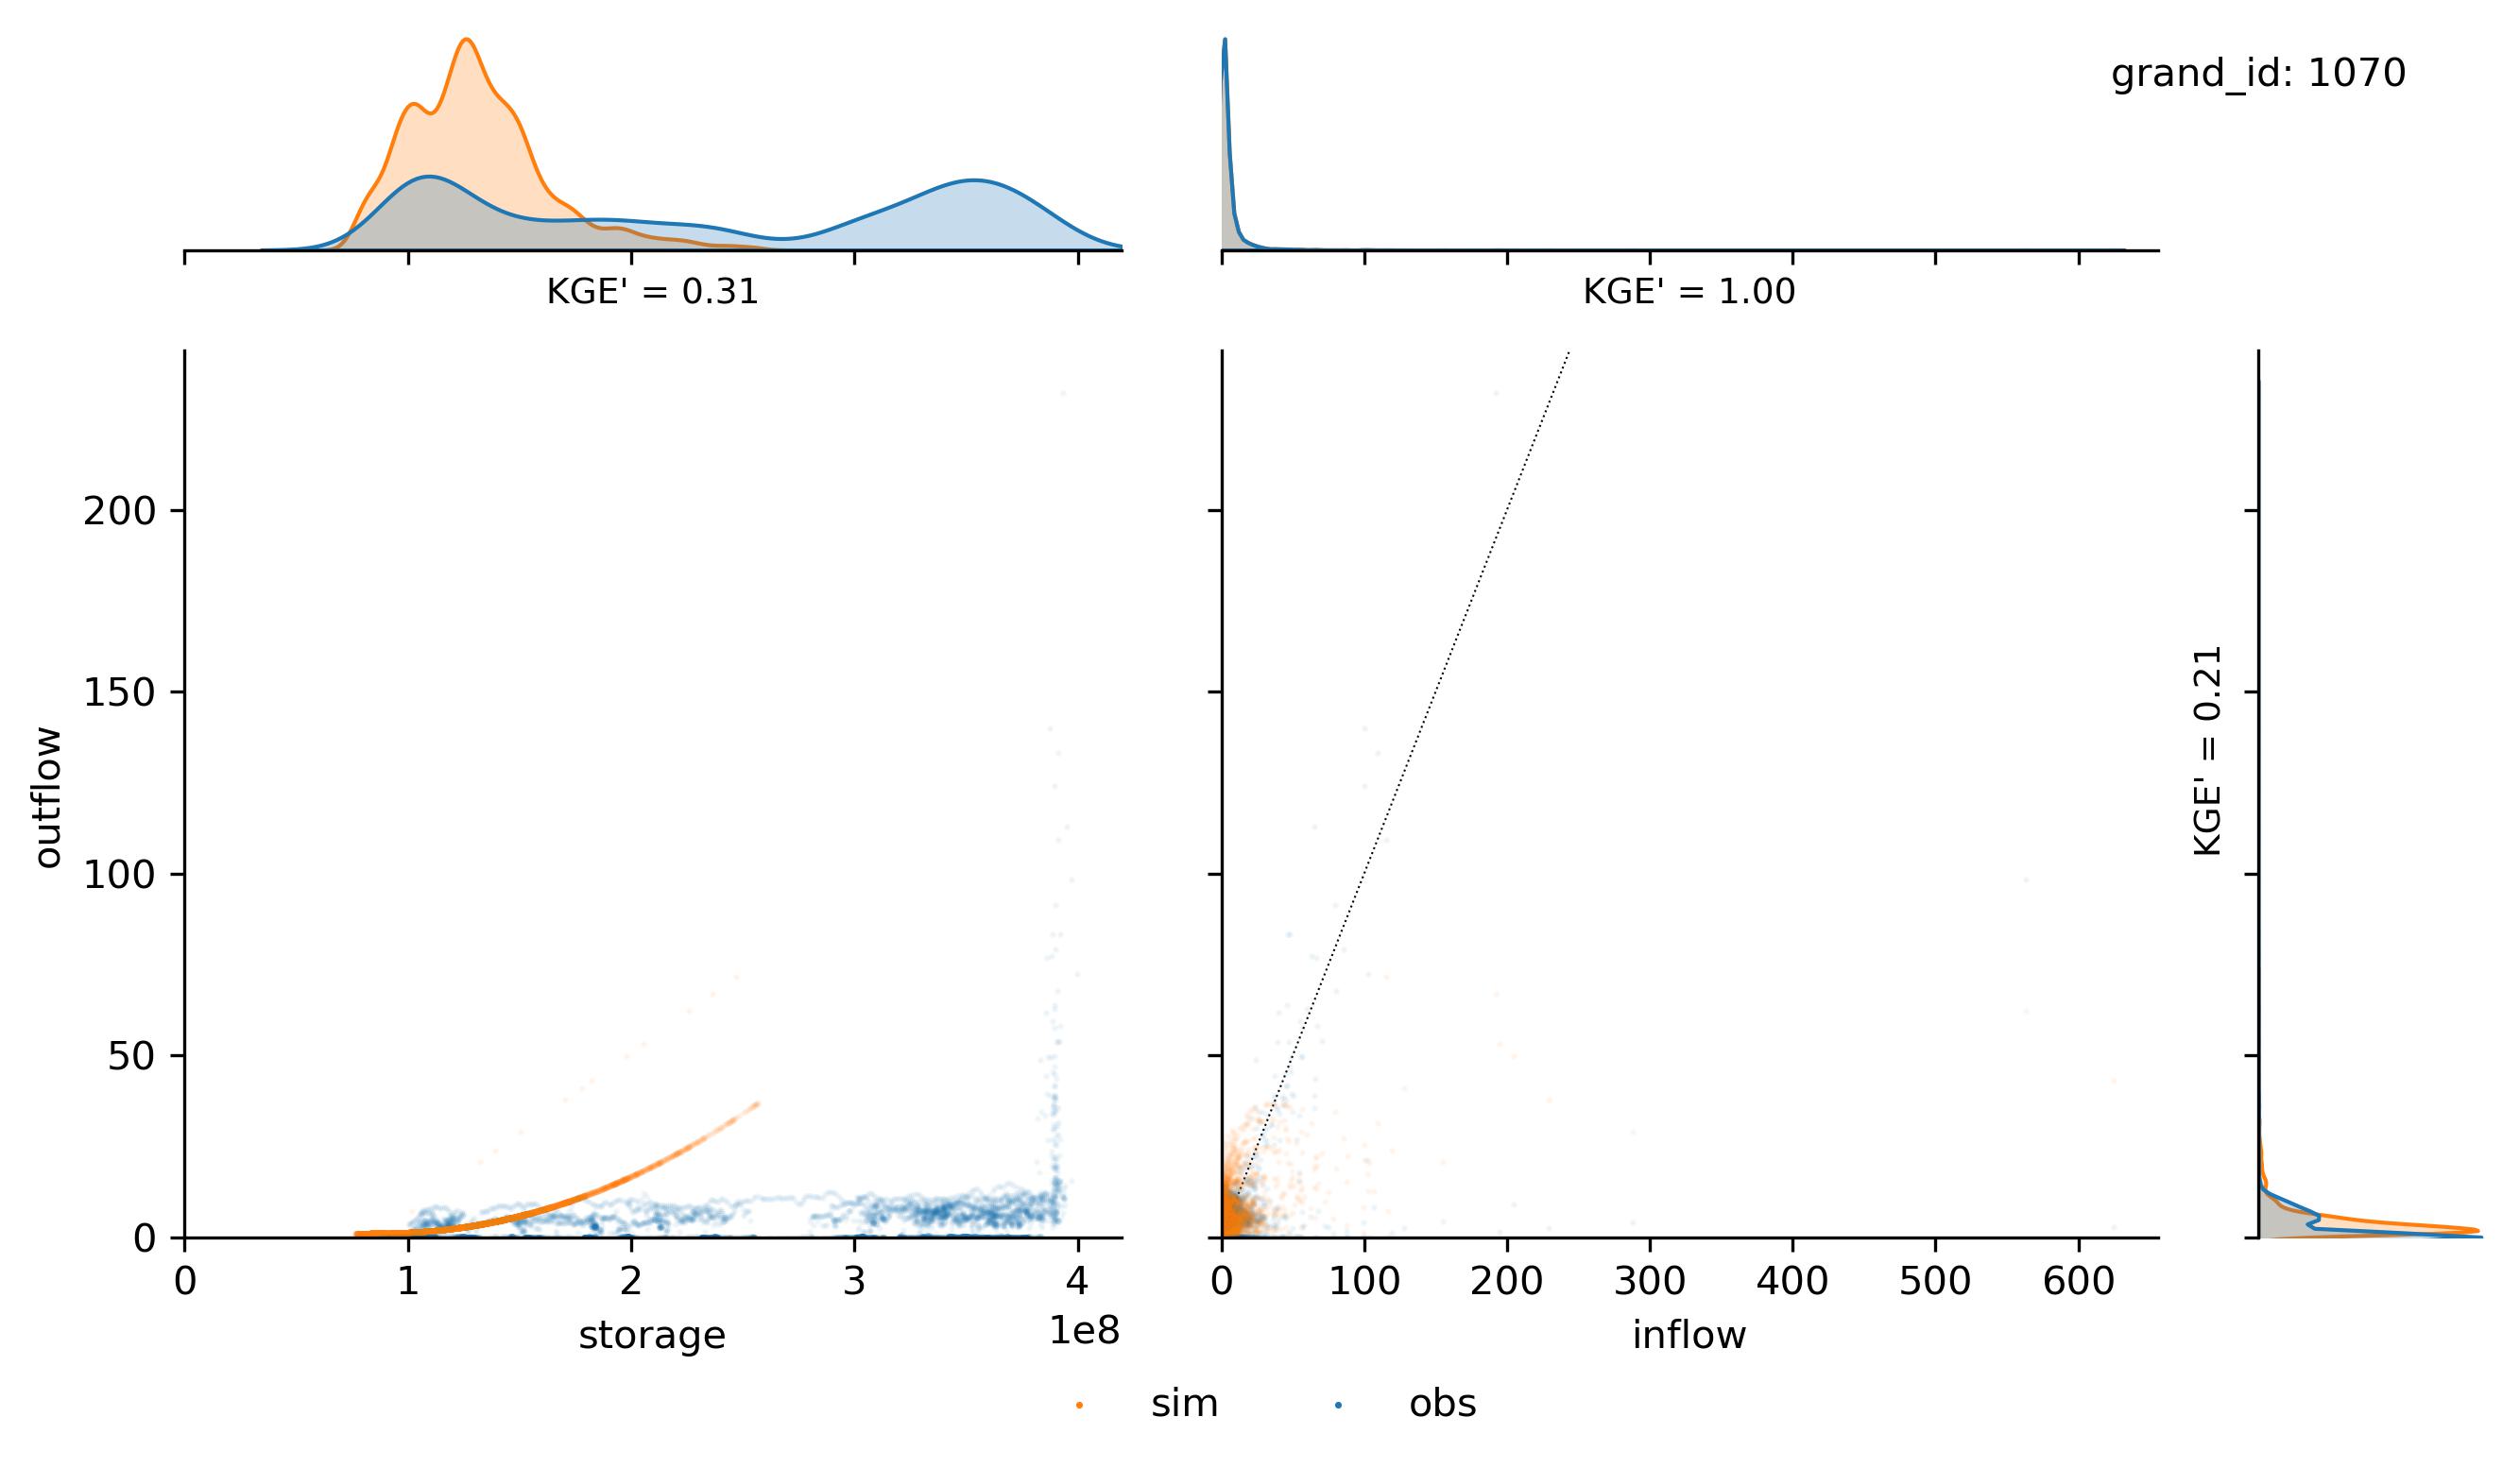 grand_id: 1070
KGE' = 0.31
KGE' = 1.00
200
150
100
50
0
outflow
KGE' = 0.21
0 1 2 3 4
1e8
storage
0 100 200 300 400 500 600
inflow
sim obs